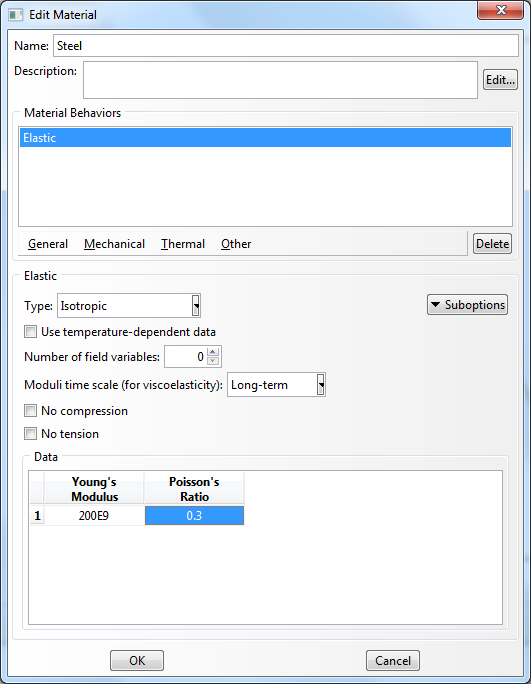 Edit Material
Name: Steel
Description:
Edit...
Material Behaviors
Elastic
General Mechanical Thermal Other
Delete
Elastic
Type: Isotropic
Suboptions
Use temperature-dependent data
Number of field variables: 0
Moduli time scale (for viscoelasticity): Long-term
No compression
No tension
Data
Young's Modulus
Poisson's Ratio
1 200E9 0.3
OK Cancel